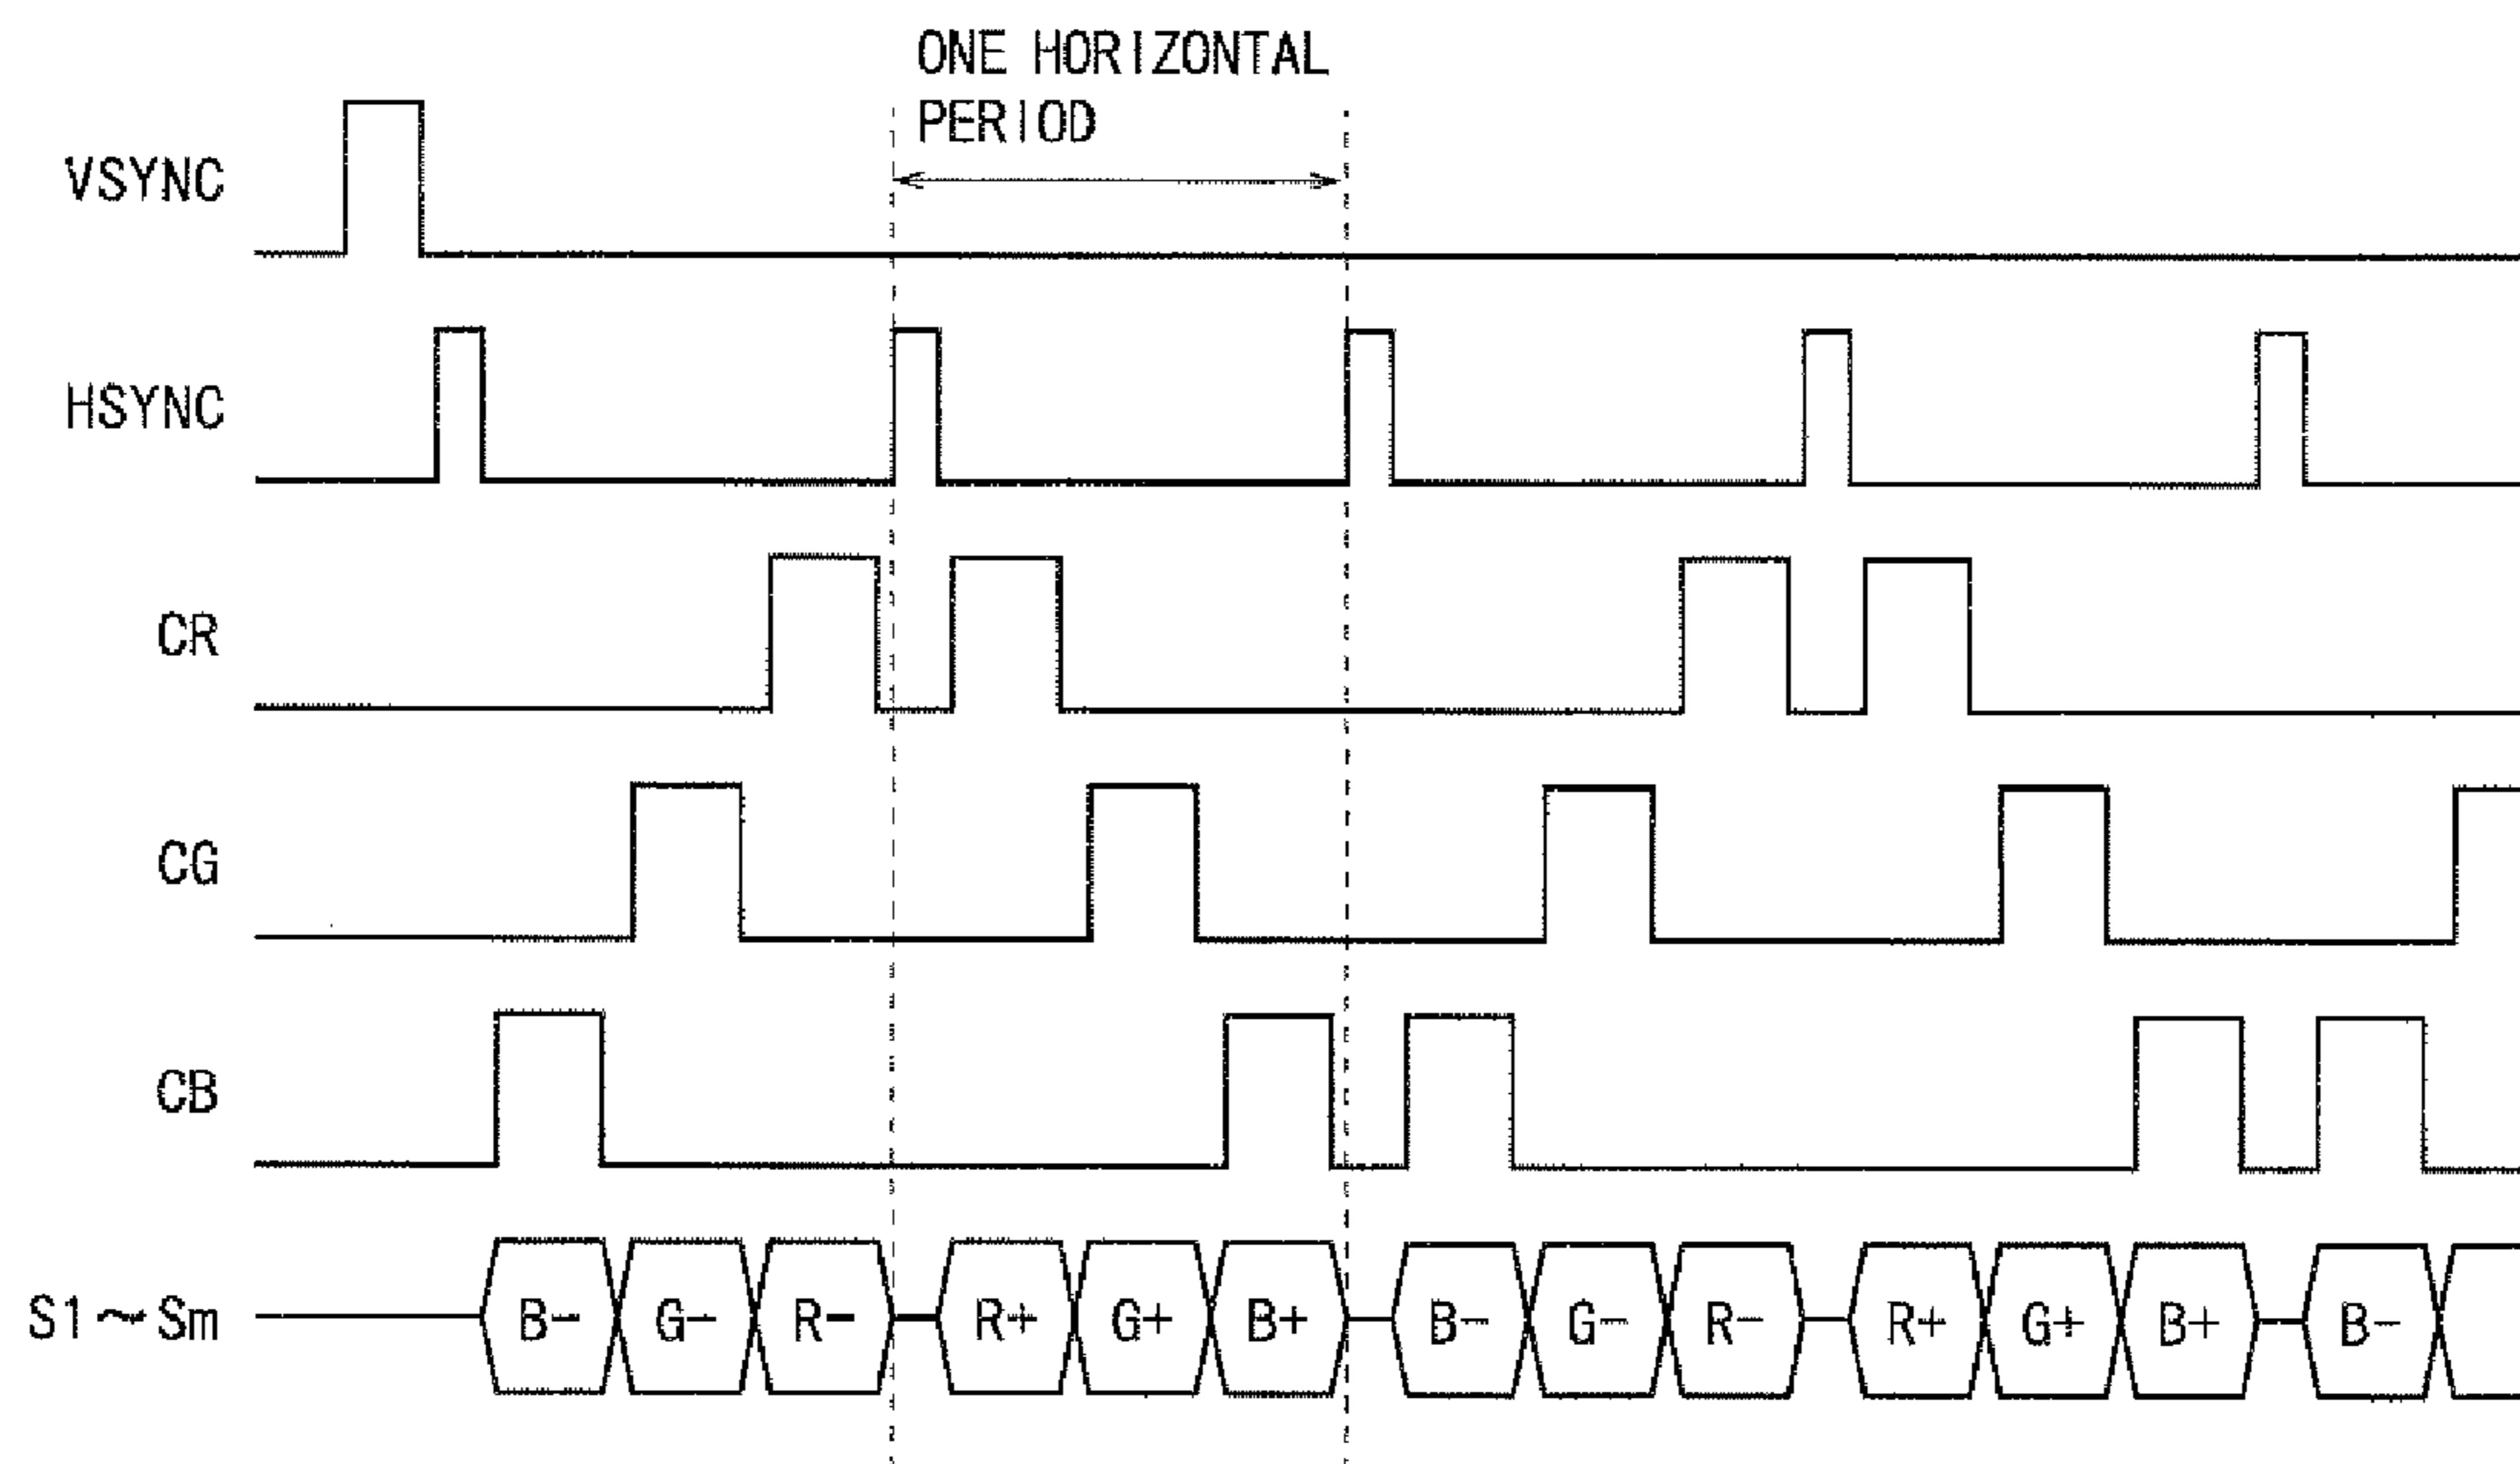 ONE HORIZONTAL
PERIOD
VSYNC
HSYNC
CR
CG
CB
S1~Sm
B- G- R- R+ G+ B+ B- G- R- R+ G+ B+ B-